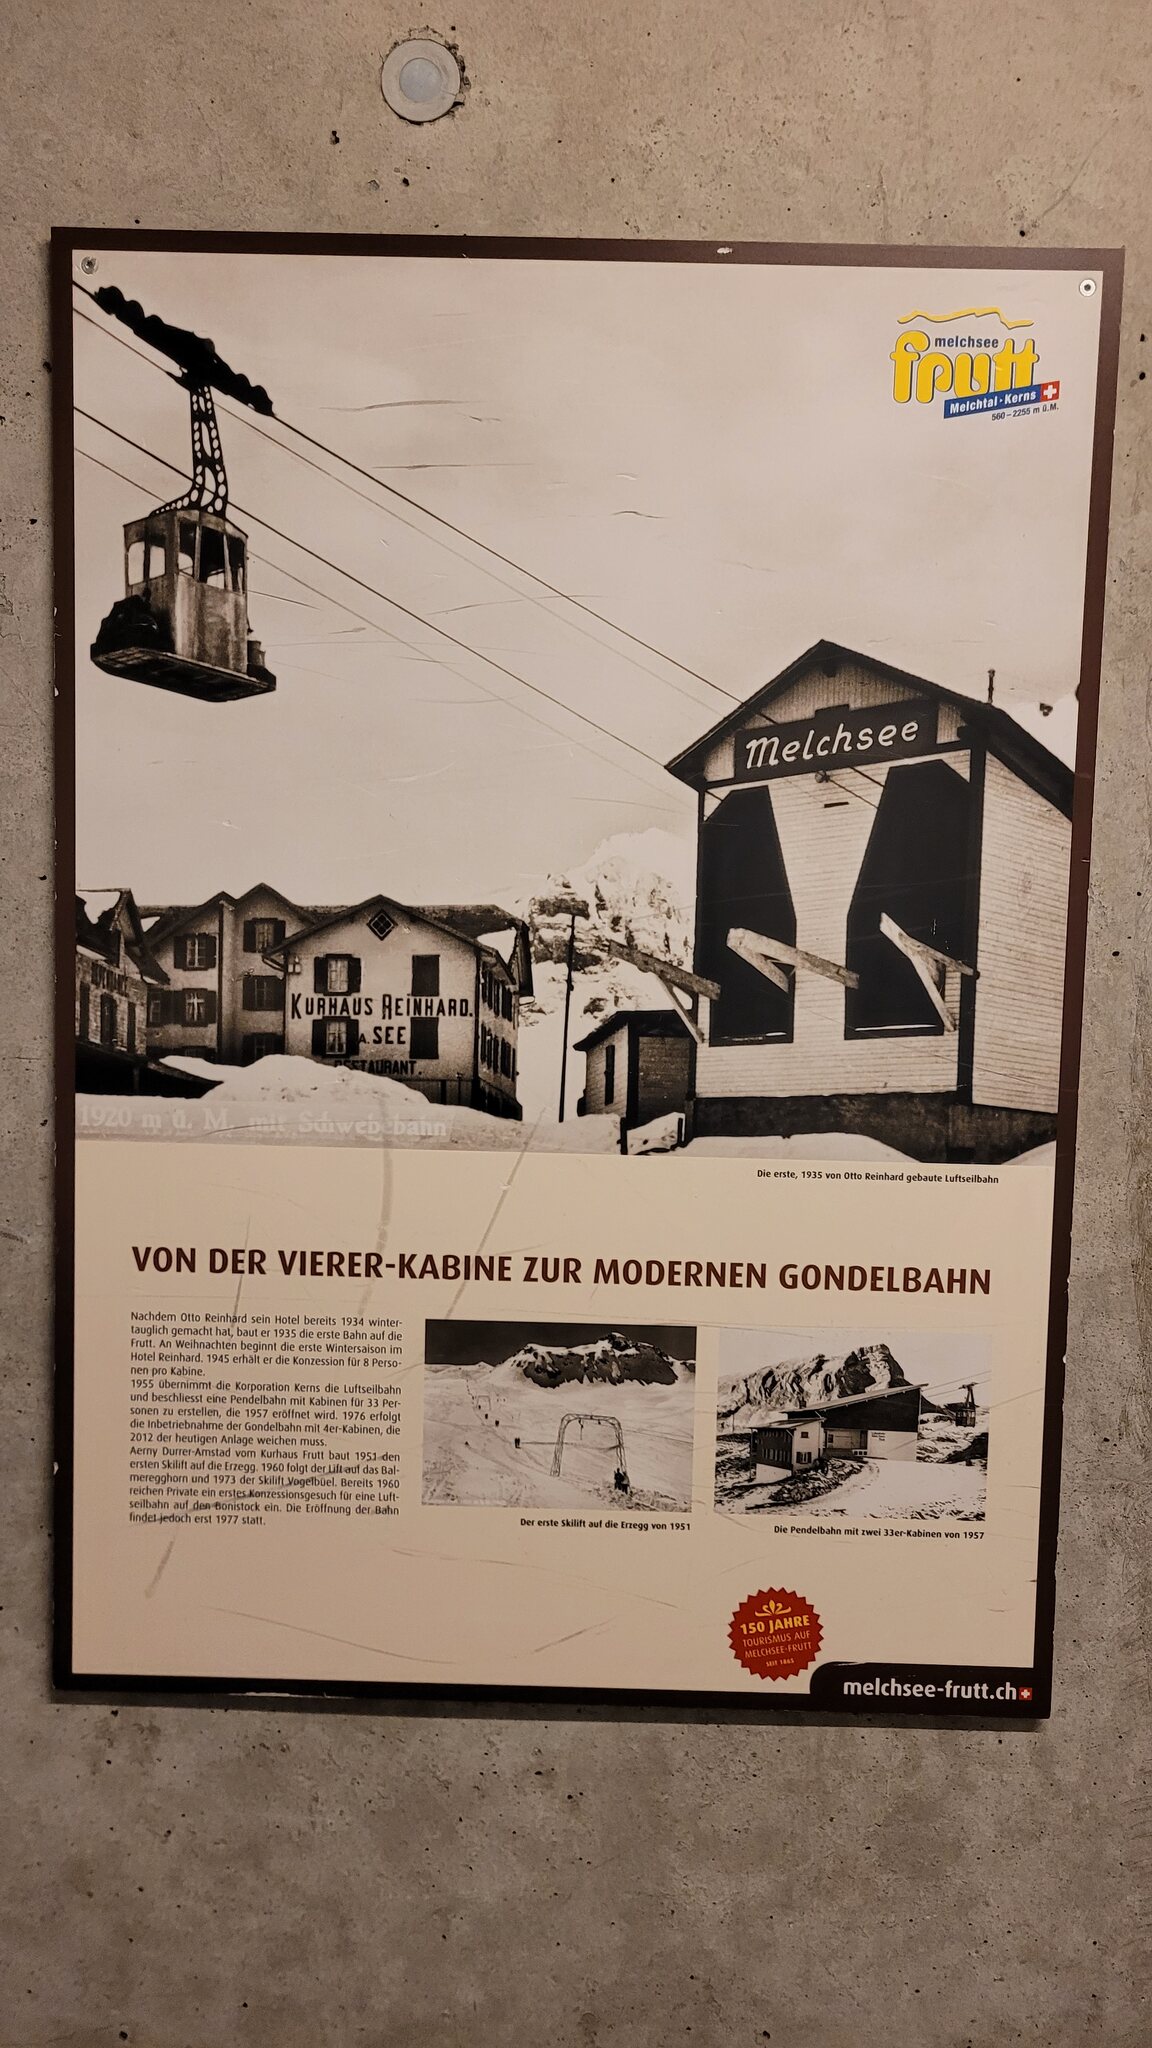 melchsee
frutt
Melchtal·Kerns
560–2255 m ü.M.
Melchsee
KURHAUS REINHARD.
A. SEE
RESTAURANT.
1920 m ü. M. mit Schwebebahn
Die erste, 1935 von Otto Reinhard gebaute Luftseilbahn
VON DER VIERER-KABINE ZUR MODERNEN GONDELBAHN
Nachdem Otto Reinhard sein Hotel bereits 1934 winter-
tauglich gemacht hat, baut er 1935 die erste Bahn auf die
Frutt. An Weihnachten beginnt die erste Wintersaison im
Hotel Reinhard. 1945 erhält er die Konzession für 8 Perso-
nen pro Kabine.
1955 übernimmt die Korporation Kerns die Luftseilbahn
und beschliesst eine Pendelbahn mit Kabinen für 33 Per-
sonen zu erstellen, die 1957 eröffnet wird. 1976 erfolgt
die Inbetriebnahme der Gondelbahn mit 4er-Kabinen, die
2012 der heutigen Anlage weichen muss.
Aerny Durrer-Amstad vom Kurhaus Frutt baut 1951 den
ersten Skilift auf die Erzegg. 1960 folgt der Lift auf das Bal-
meregghorn und 1973 der Skilift Vogelbüel. Bereits 1960
reichen Private ein erstes Konzessionsgesuch für eine Luft-
seilbahn auf den Bonistock ein. Die Eröffnung der Bahn
findet jedoch erst 1977 statt.
Der erste Skilift auf die Erzegg von 1951
Die Pendelbahn mit zwei 33er-Kabinen von 1957
150 JAHRE
TOURISMUS AUF
MELCHSEE-FRUTT
SEIT 1865
melchsee-frutt.ch